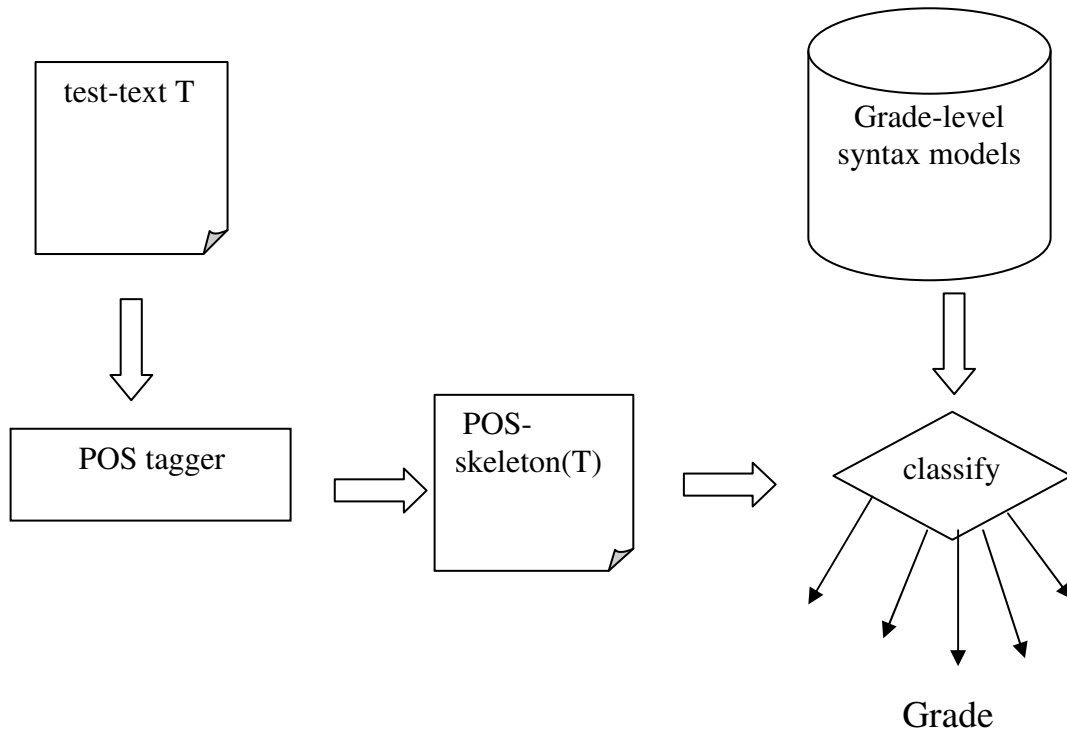 test-text T
Grade-level
syntax models
POS tagger
POS-
skeleton(T)
classify
Grade